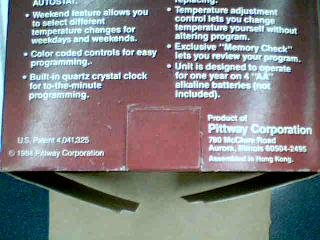 AUTOSTAT.
• Weekend feature allows you
to select different
temperature changes for
weekdays and weekends.
• Color coded controls for easy
programming.
• Built-in quartz crystal clock
for to-the-minute
programming.
U.S. Patent 4,041,325
© 1984 Pittway Corporation
replacing.
• Temperature adjustment
control lets you change
temperature yourself without
altering program.
• Exclusive "Memory Check"
lets you review your program.
• Unit is designed to operate
for one year on 4 "AA"
alkaline batteries (not
included).
Product of
Pittway Corporation
780 McClure Road
Aurora, Illinois 60504-2495
Assembled in Hong Kong.